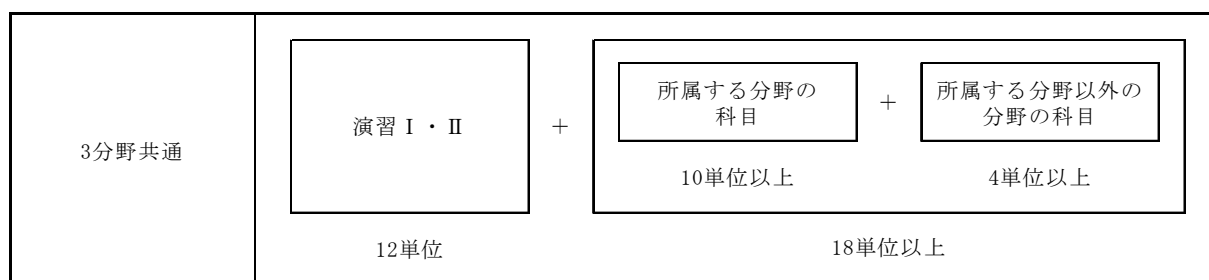 3分野共通
演習Ⅰ・Ⅱ
+
所属する分野の
科目
+
所属する分野以外の
分野の科目
10単位以上
4単位以上
12単位
18単位以上